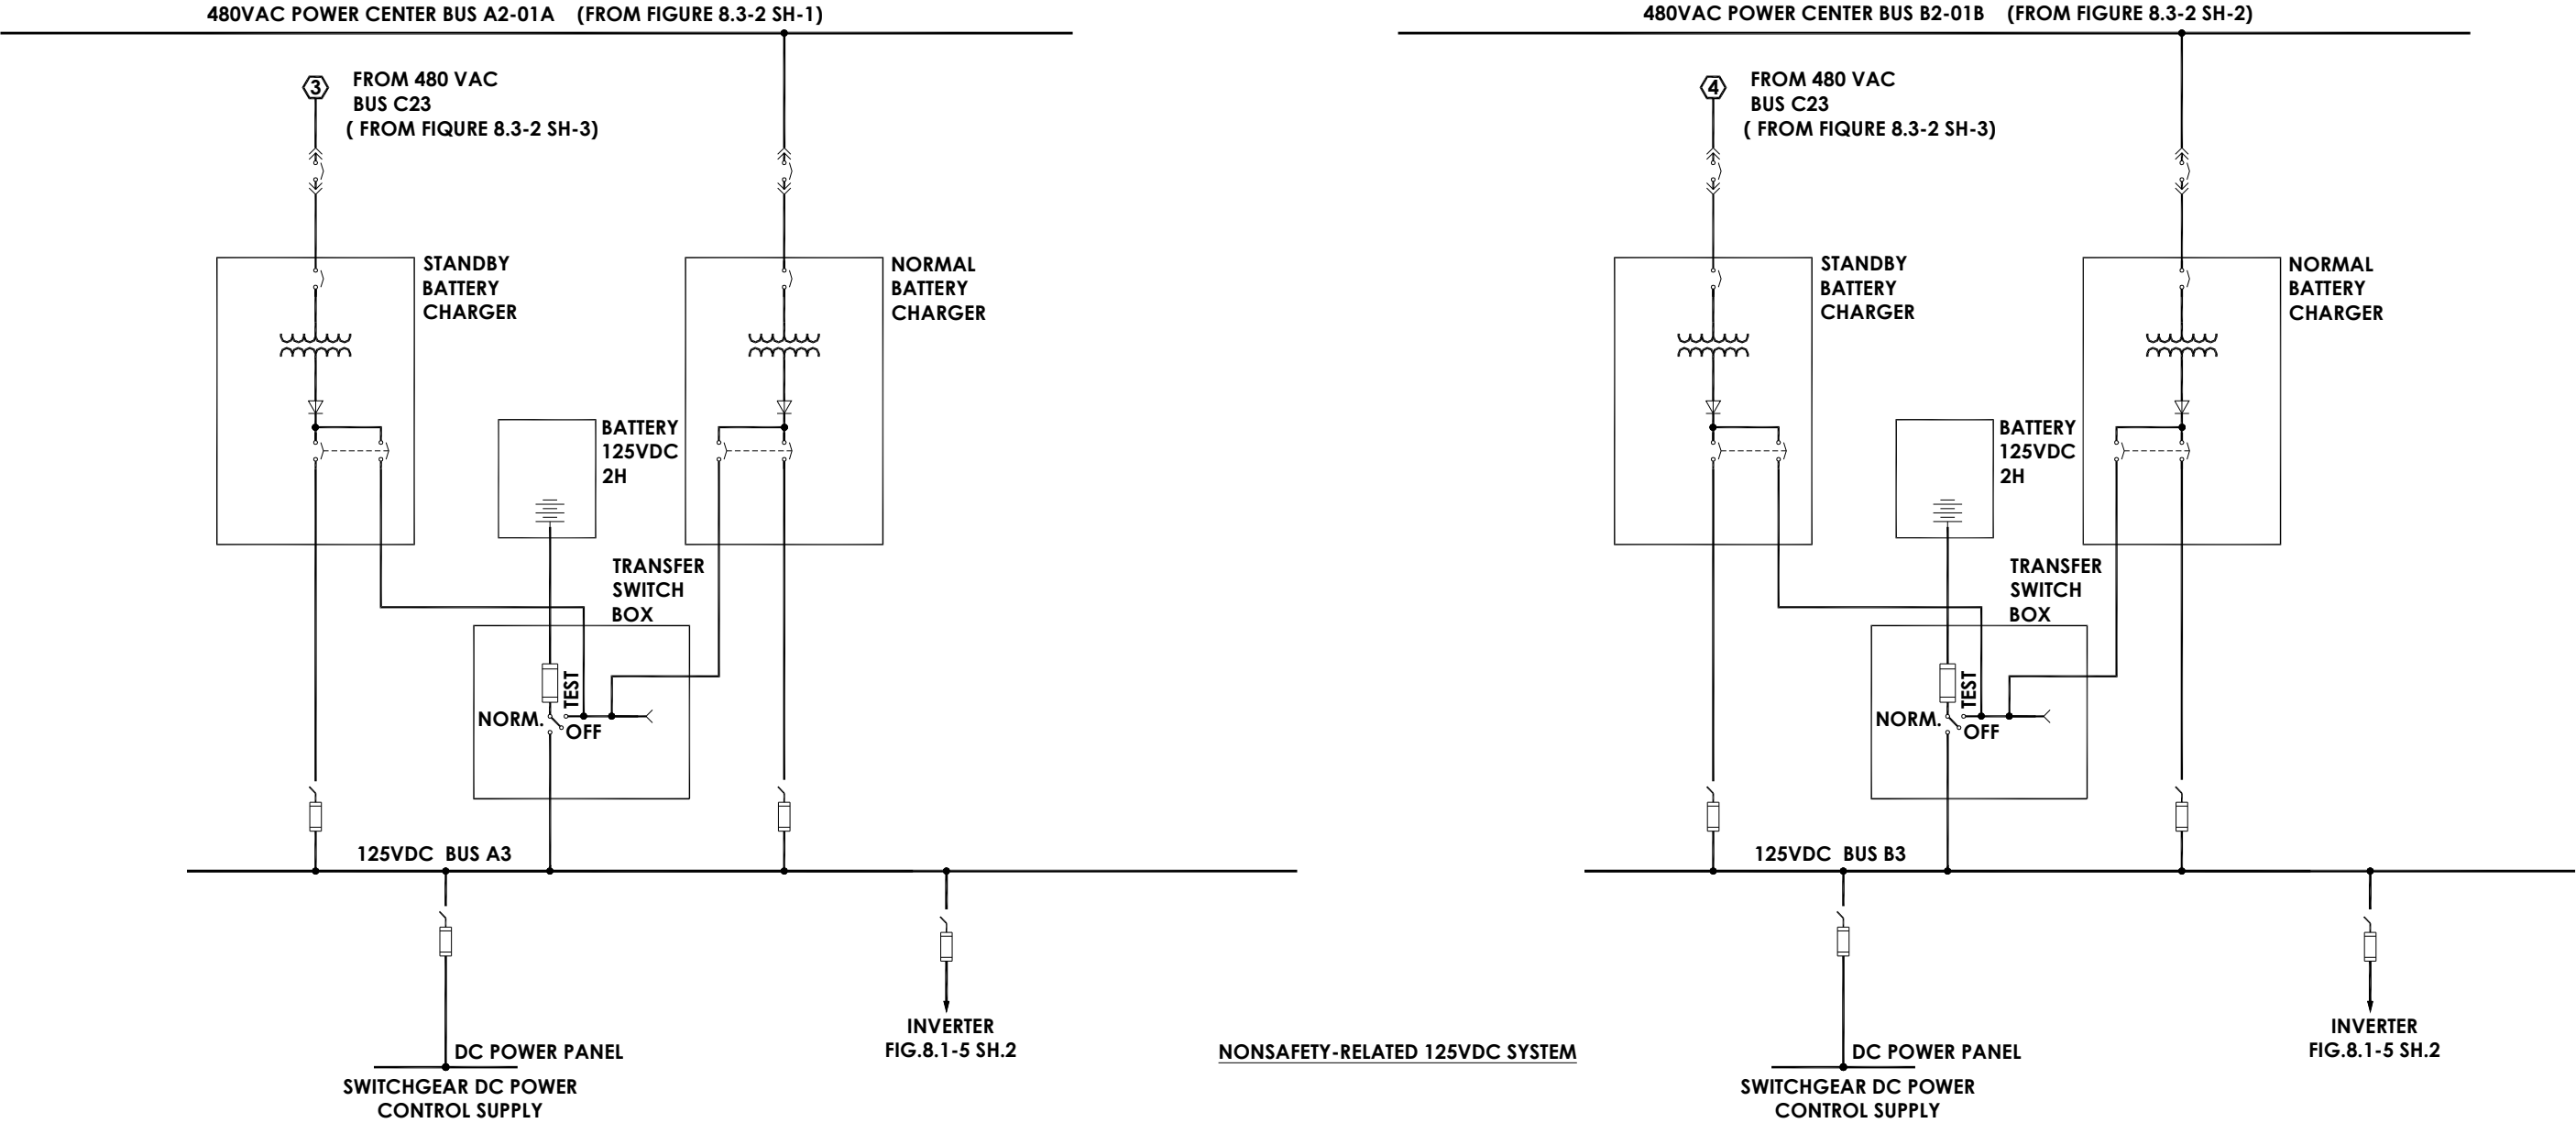 480VAC POWER CENTER BUS A2-01A (FROM FIGURE 8.3-2 SH-1)
3
FROM 480 VAC
BUS C23
( FROM FIQURE 8.3-2 SH-3)
STANDBY
BATTERY
CHARGER
NORMAL
BATTERY
CHARGER
BATTERY
125VDC
2H
TRANSFER
SWITCH
BOX
TEST
NORM.
OFF
125VDC BUS A3
DC POWER PANEL
SWITCHGEAR DC POWER
CONTROL SUPPLY
INVERTER
FIG.8.1-5 SH.2
NONSAFETY-RELATED 125VDC SYSTEM
480VAC POWER CENTER BUS B2-01B (FROM FIGURE 8.3-2 SH-2)
4
FROM 480 VAC
BUS C23
( FROM FIQURE 8.3-2 SH-3)
STANDBY
BATTERY
CHARGER
NORMAL
BATTERY
CHARGER
BATTERY
125VDC
2H
TRANSFER
SWITCH
BOX
TEST
NORM.
OFF
125VDC BUS B3
DC POWER PANEL
SWITCHGEAR DC POWER
CONTROL SUPPLY
INVERTER
FIG.8.1-5 SH.2